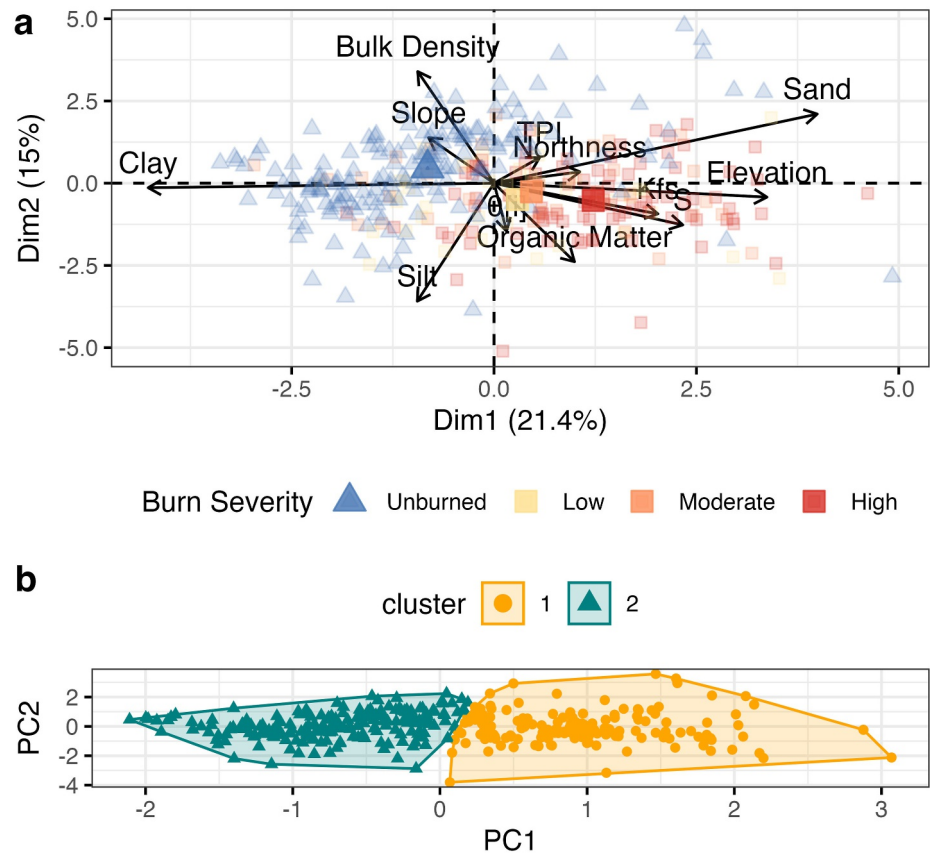 a
Dim2 (15%)
5.0
2.5
0.0
-2.5
-5.0
Bulk Density
Sand
Slope
TPI
Northness
Clay
Elevation
Kfs
S
Organic Matter
Silt
-2.5 0.0 2.5 5.0
Dim1 (21.4%)
Burn Severity Unburned Low Moderate High
b
cluster 1 2
PC2
2
0
-2
-4
-2 -1 0 1 2 3
PC1